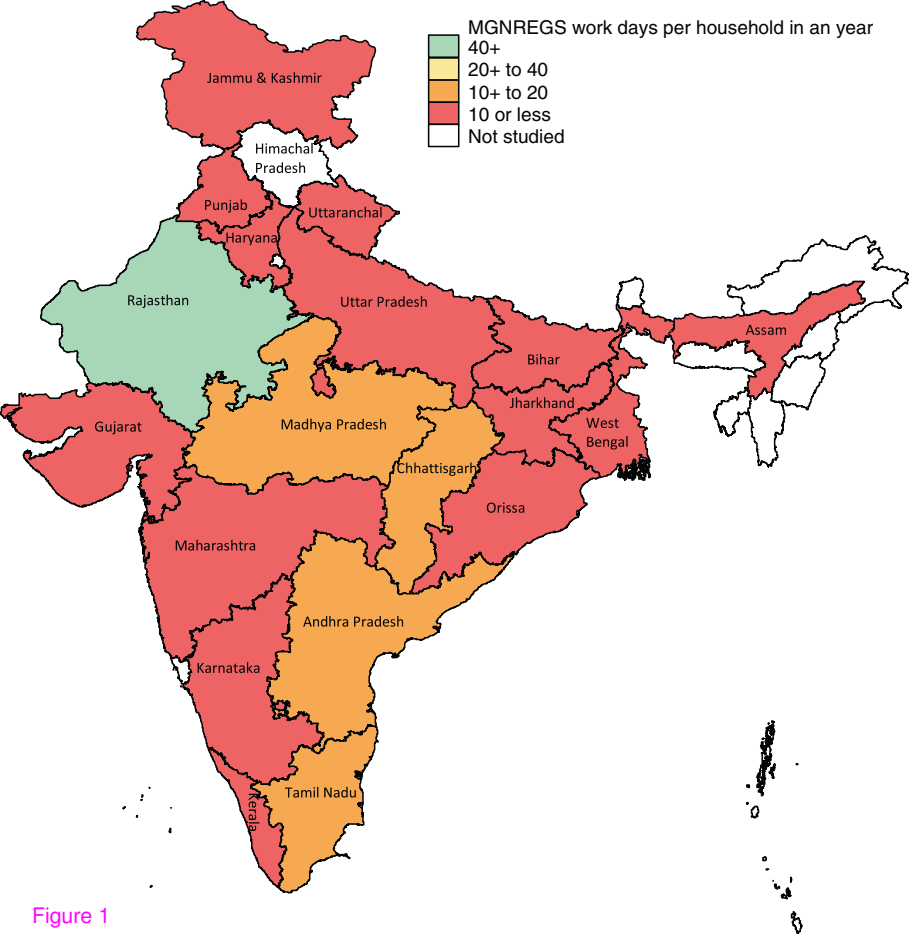 MGNREGS work days per household in an year
40+
20+ to 40
10+ to 20
10 or less
Not studied
Jammu & Kashmir
Himachal
Pradesh
Punjab
Uttaranchal
Haryana
Rajasthan
Uttar Pradesh
Assam
Bihar
Jharkhand
Gujarat
Madhya Pradesh
West
Bengal
Chhattisgarh
Orissa
Maharashtra
Andhra Pradesh
Karnataka
Tamil Nadu
Kerala
Figure 1